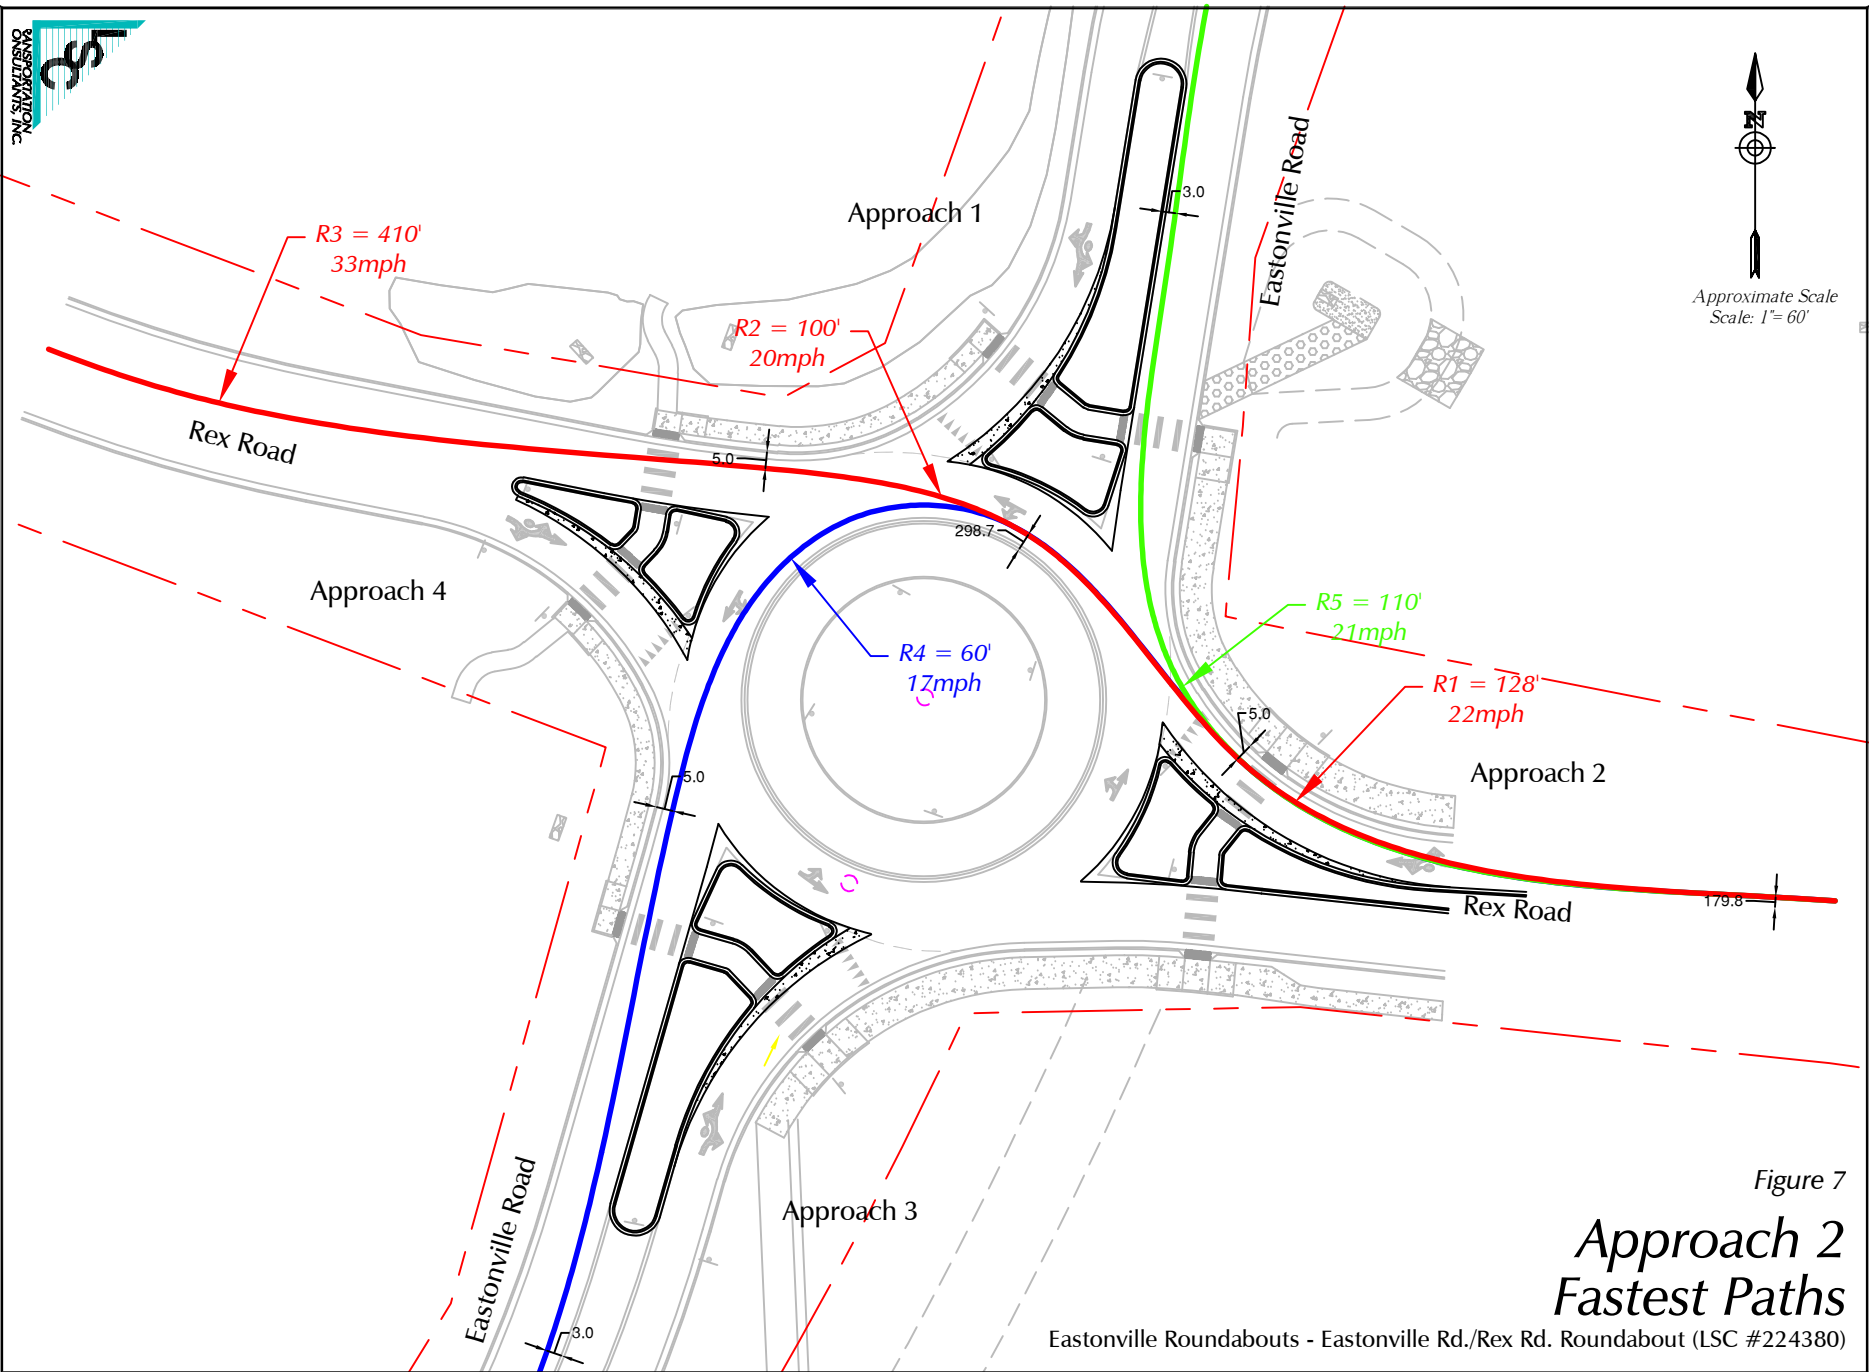 LSC
TRANSPORTATION
CONSULTANTS, INC.
N
Approximate Scale
Scale: 1"= 60'
Approach 1
Eastonville Road
3.0
R3 = 410'
33mph
R2 = 100'
20mph
Rex Road
5.0
298.7
Approach 4
R5 = 110'
21mph
R4 = 60'
17mph
R1 = 128'
22mph
5.0
5.0
Approach 2
179.8
Rex Road
Approach 3
Eastonville Road
3.0
Figure 7
Approach 2
Fastest Paths
Eastonville Roundabouts - Eastonville Rd./Rex Rd. Roundabout (LSC #224380)